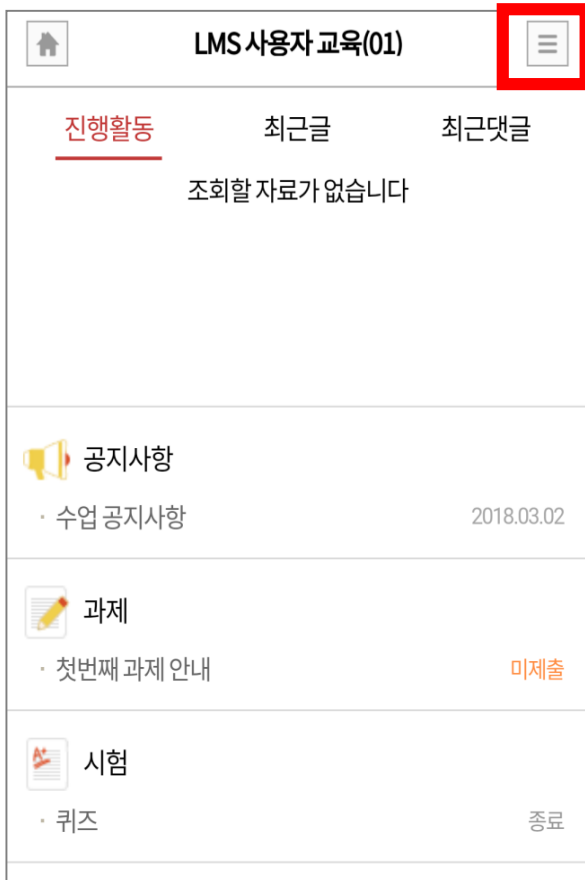 LMS 사용자 교육(01)
진행활동 최근글 최근댓글
조회할 자료가 없습니다
공지사항
· 수업 공지사항 2018.03.02
과제
· 첫번째 과제 안내 미제출
A+ 시험
· 퀴즈 종료